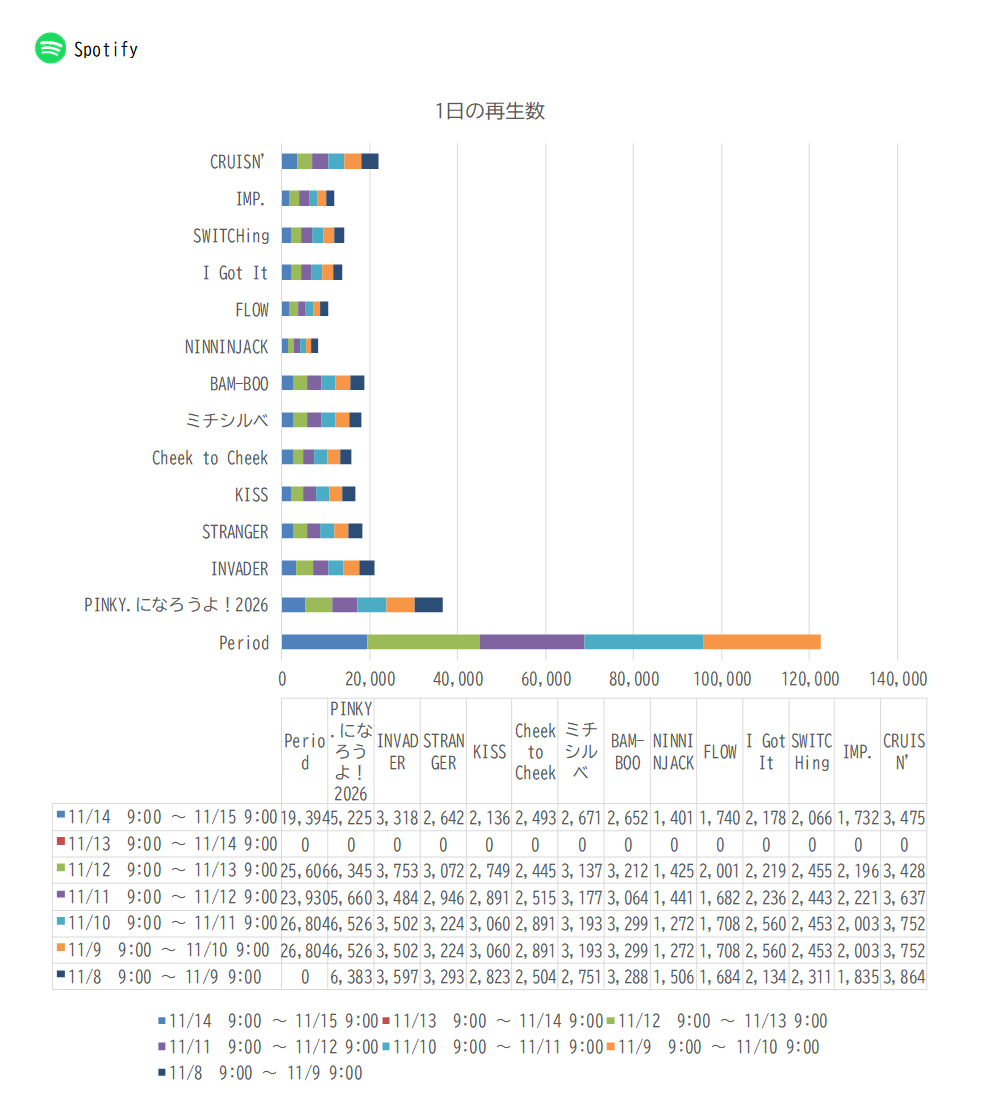 Spotify
1日の再生数
CRUISN'
IMP.
SWITCHing
I Got It
FLOW
NINNINJACK
BAM-BOO
ミチシルベ
Cheek to Cheek
KISS
STRANGER
INVADER
PINKY.になろうよ！2026
Period
0 20,000 40,000 60,000 80,000 100,000 120,000 140,000
Perio
d
PINKY
.にな
ろう
よ！
2026
INVAD
ER
STRAN
GER
KISS
Cheek
to
Cheek
ミチ
シル
ベ
BAM-
BOO
NINNI
NJACK
FLOW
I Got
It
SWITC
Hing
IMP.
CRUIS
N'
11/14 9:00 ～ 11/15 9:00 19,394 5,225 3,318 2,642 2,136 2,493 2,671 2,652 1,401 1,740 2,178 2,066 1,732 3,475
11/13 9:00 ～ 11/14 9:00 0 0 0 0 0 0 0 0 0 0 0 0 0 0
11/12 9:00 ～ 11/13 9:00 25,606 6,345 3,753 3,072 2,749 2,445 3,137 3,212 1,425 2,001 2,219 2,455 2,196 3,428
11/11 9:00 ～ 11/12 9:00 23,930 5,660 3,484 2,946 2,891 2,515 3,177 3,064 1,441 1,682 2,236 2,443 2,221 3,637
11/10 9:00 ～ 11/11 9:00 26,804 6,526 3,502 3,224 3,060 2,891 3,193 3,299 1,272 1,708 2,560 2,453 2,003 3,752
11/9 9:00 ～ 11/10 9:00 26,804 6,526 3,502 3,224 3,060 2,891 3,193 3,299 1,272 1,708 2,560 2,453 2,003 3,752
11/8 9:00 ～ 11/9 9:00 0 6,383 3,597 3,293 2,823 2,504 2,751 3,288 1,506 1,684 2,134 2,311 1,835 3,864
11/14 9:00 ～ 11/15 9:00 11/13 9:00 ～ 11/14 9:00 11/12 9:00 ～ 11/13 9:00
11/11 9:00 ～ 11/12 9:00 11/10 9:00 ～ 11/11 9:00 11/9 9:00 ～ 11/10 9:00
11/8 9:00 ～ 11/9 9:00